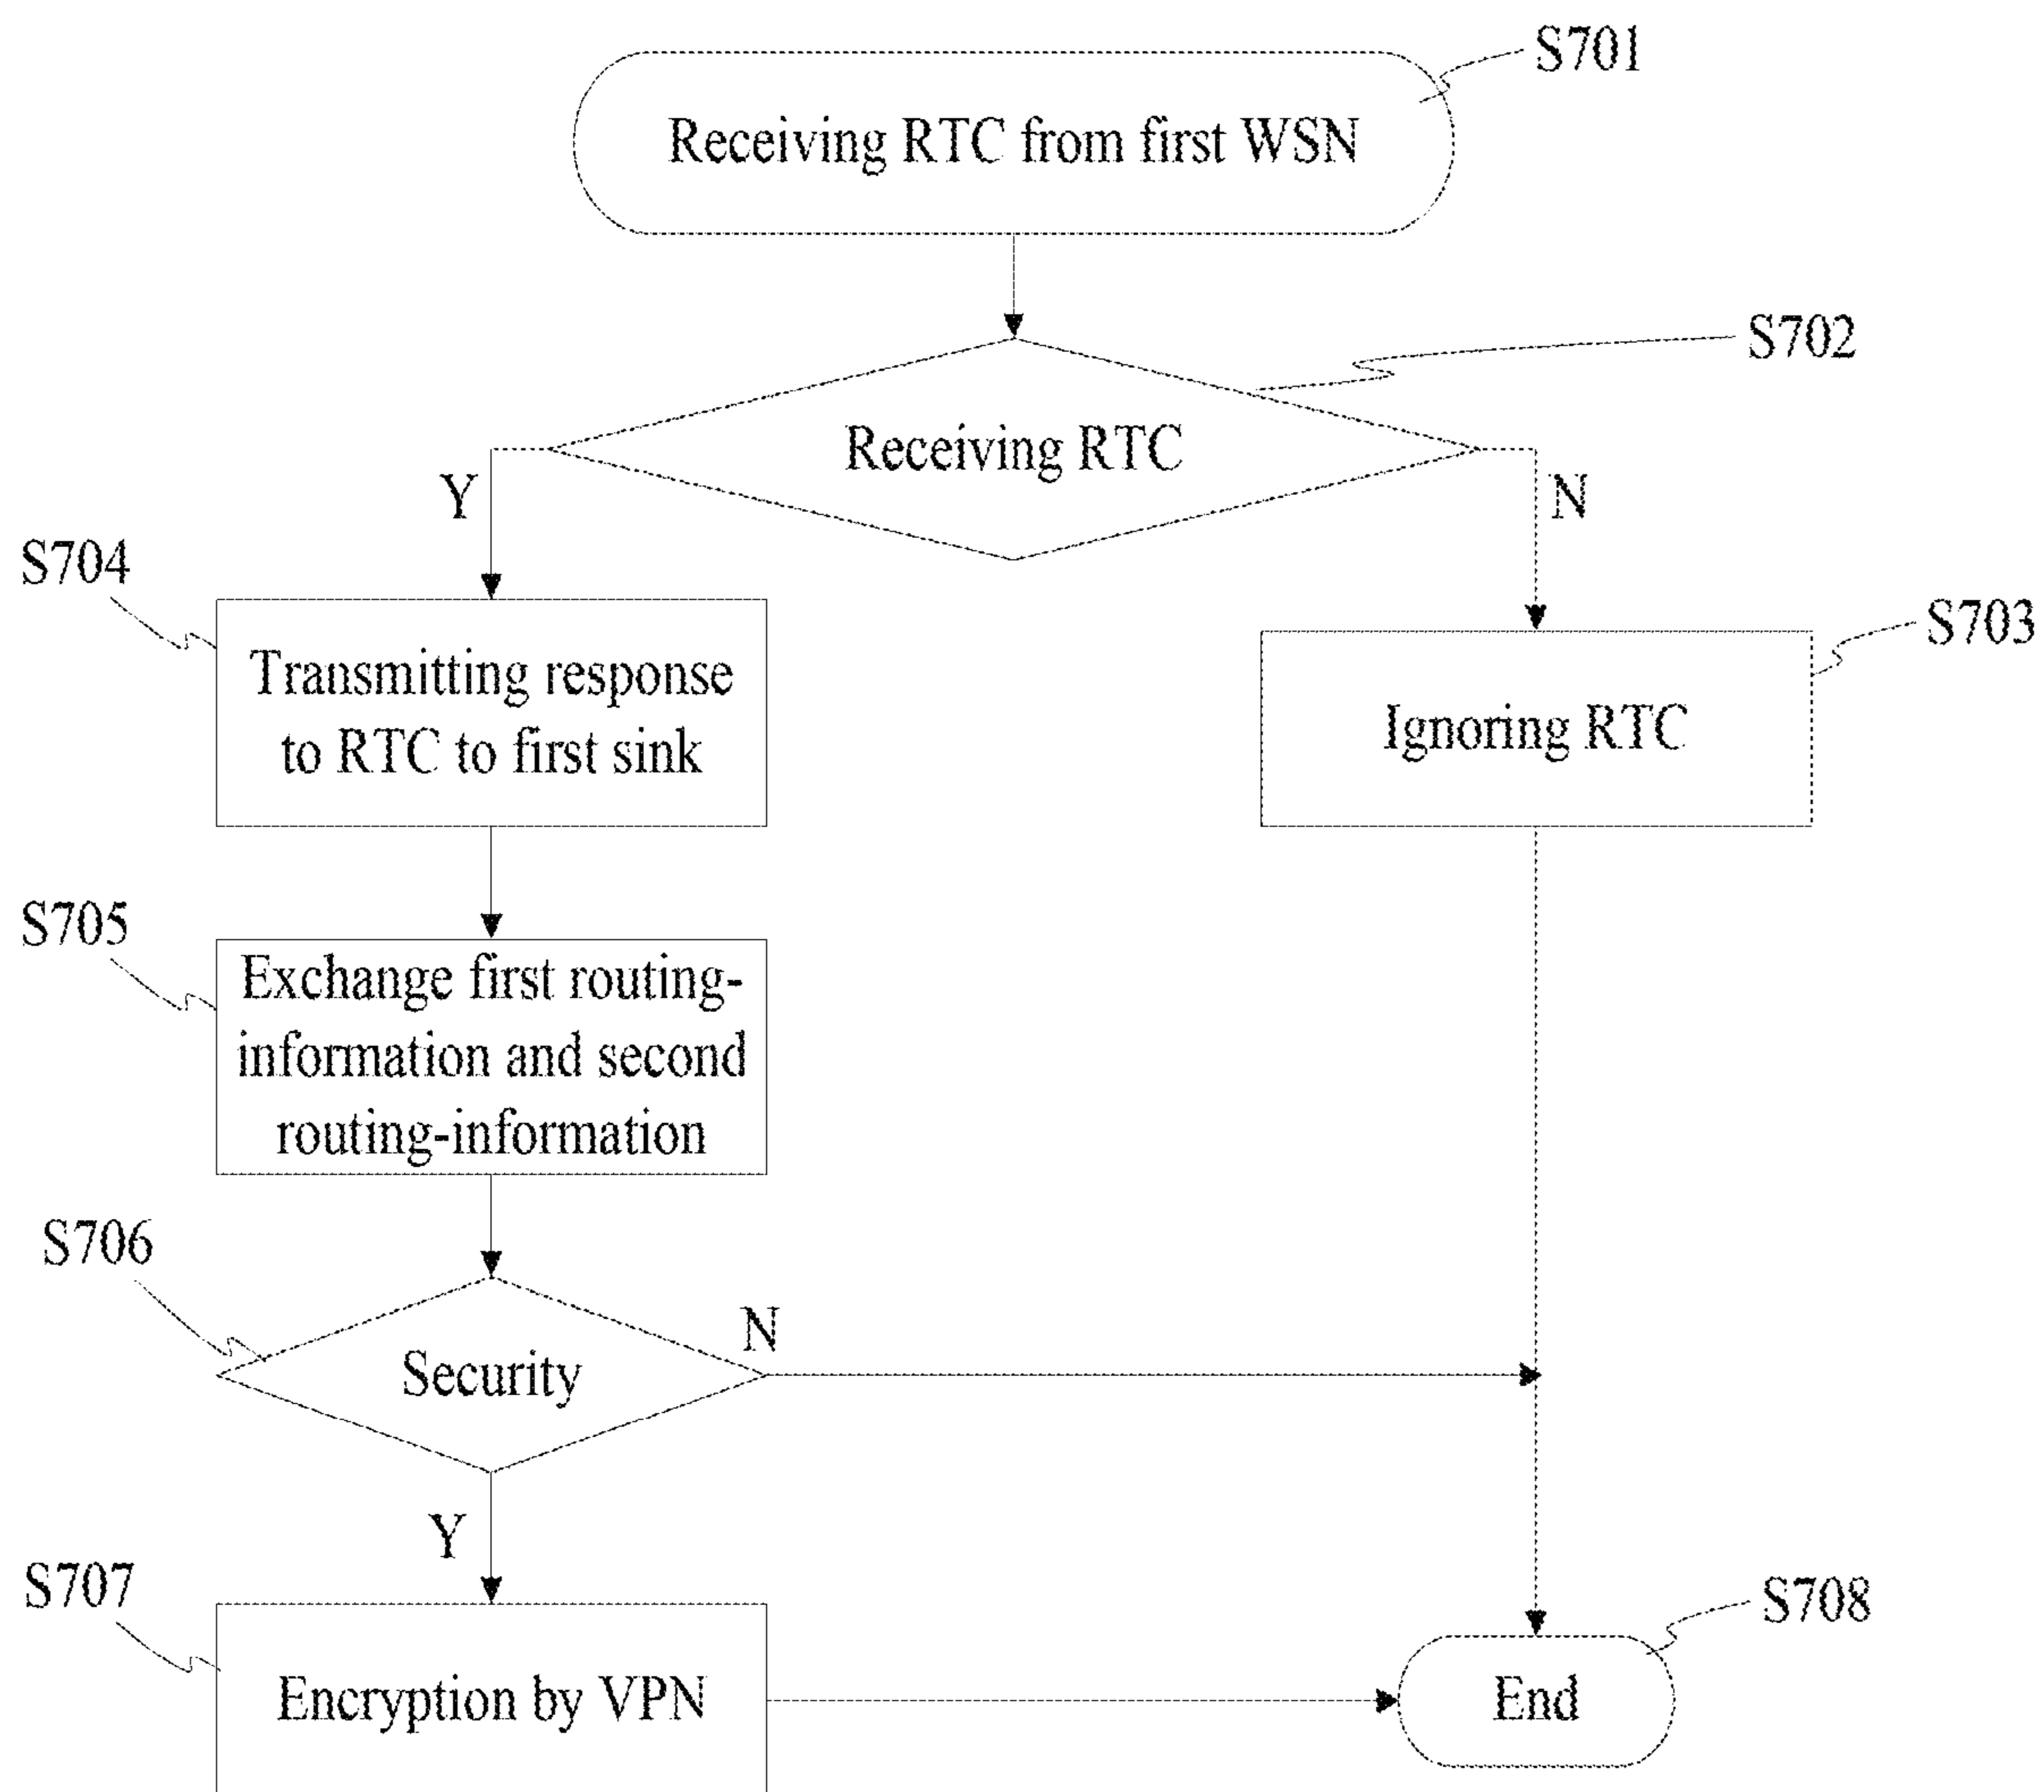 S701
Receiving RTC from first WSN
S702
Receiving RTC
Y
N
S704
S703
Transmitting response
to RTC to first sink
Ignoring RTC
S705
Exchange first routing-
information and second
routing-information
S706
N
Security
Y
S707
S708
Encryption by VPN
End